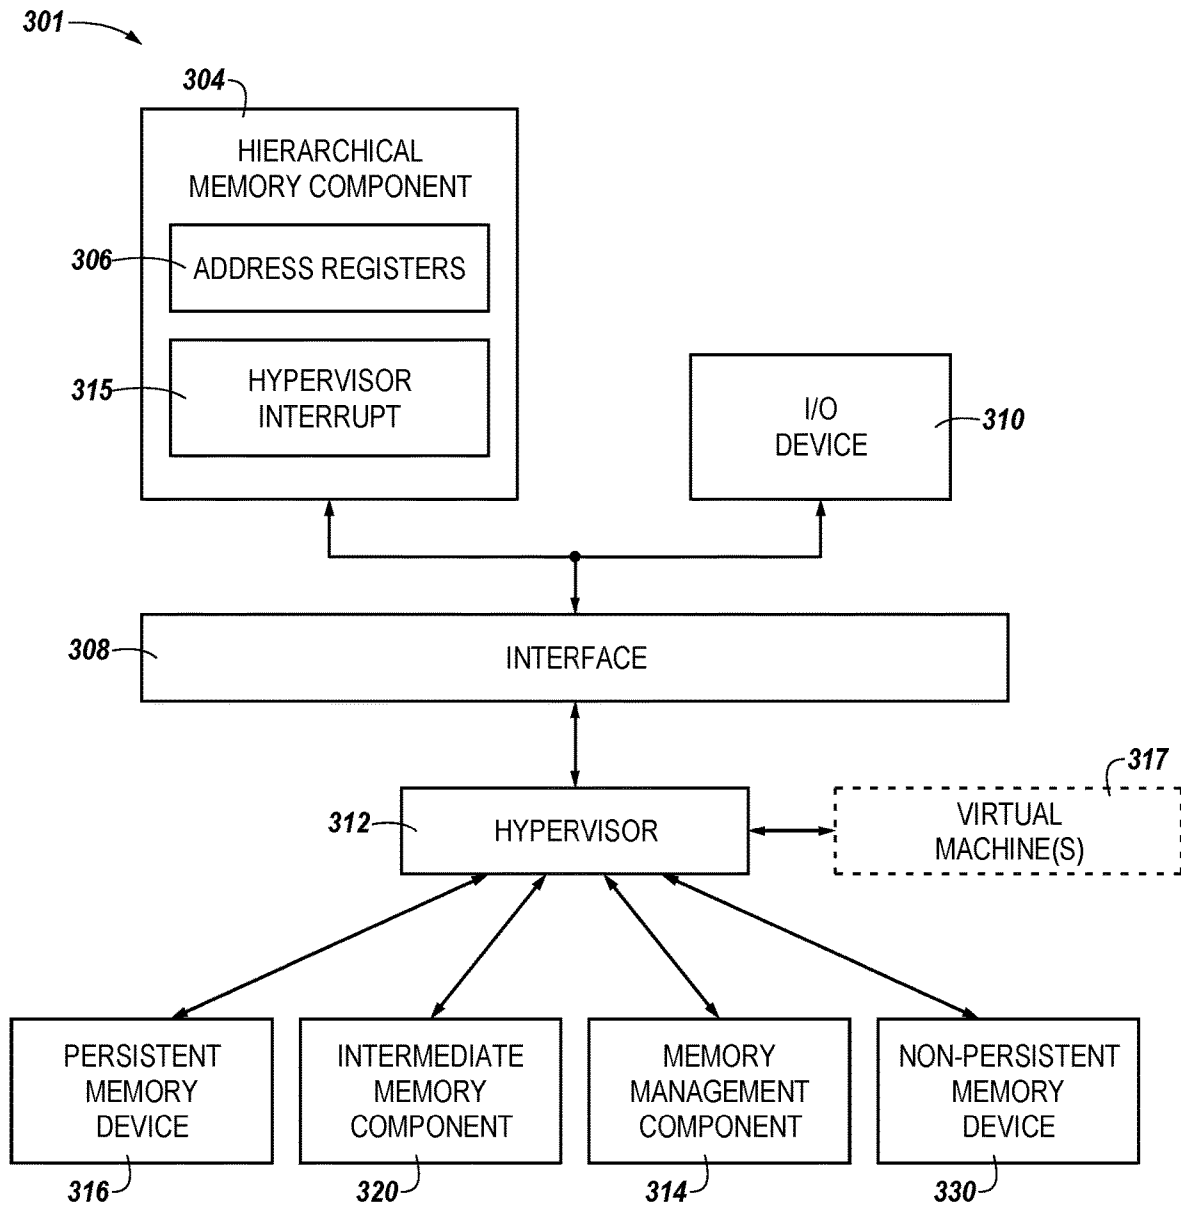 301
304
HIERARCHICAL
MEMORY COMPONENT
306
ADDRESS REGISTERS
315
HYPERVISOR
INTERRUPT
I/O
DEVICE
310
308
INTERFACE
312
HYPERVISOR
317
VIRTUAL
MACHINE(S)
PERSISTENT
MEMORY
DEVICE
316
INTERMEDIATE
MEMORY
COMPONENT
320
MEMORY
MANAGEMENT
COMPONENT
314
NON-PERSISTENT
MEMORY
DEVICE
330